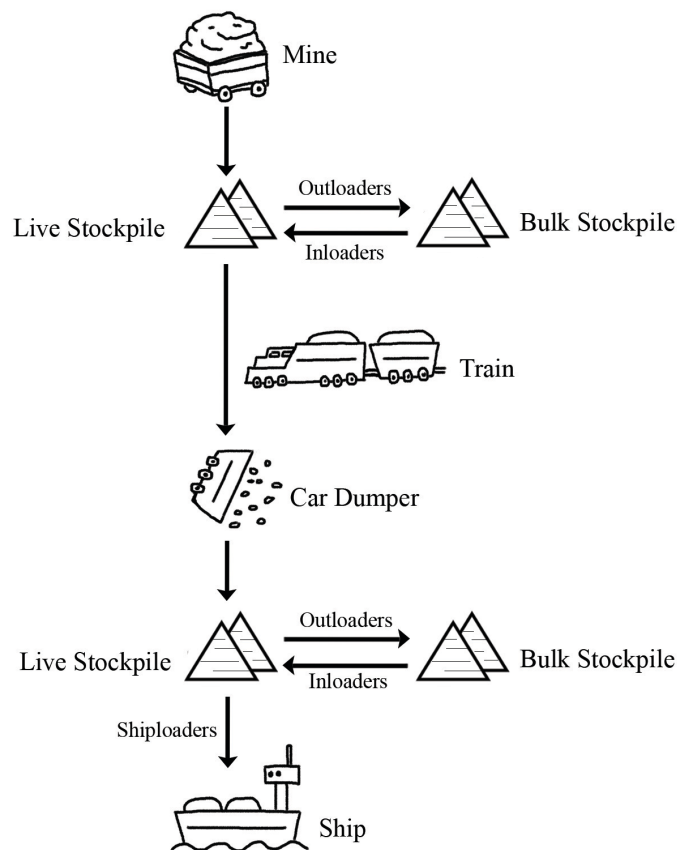 Mine
Outloaders
Live Stockpile
Bulk Stockpile
Inloaders
Train
Car Dumper
Outloaders
Live Stockpile
Bulk Stockpile
Inloaders
Shiploaders
Ship